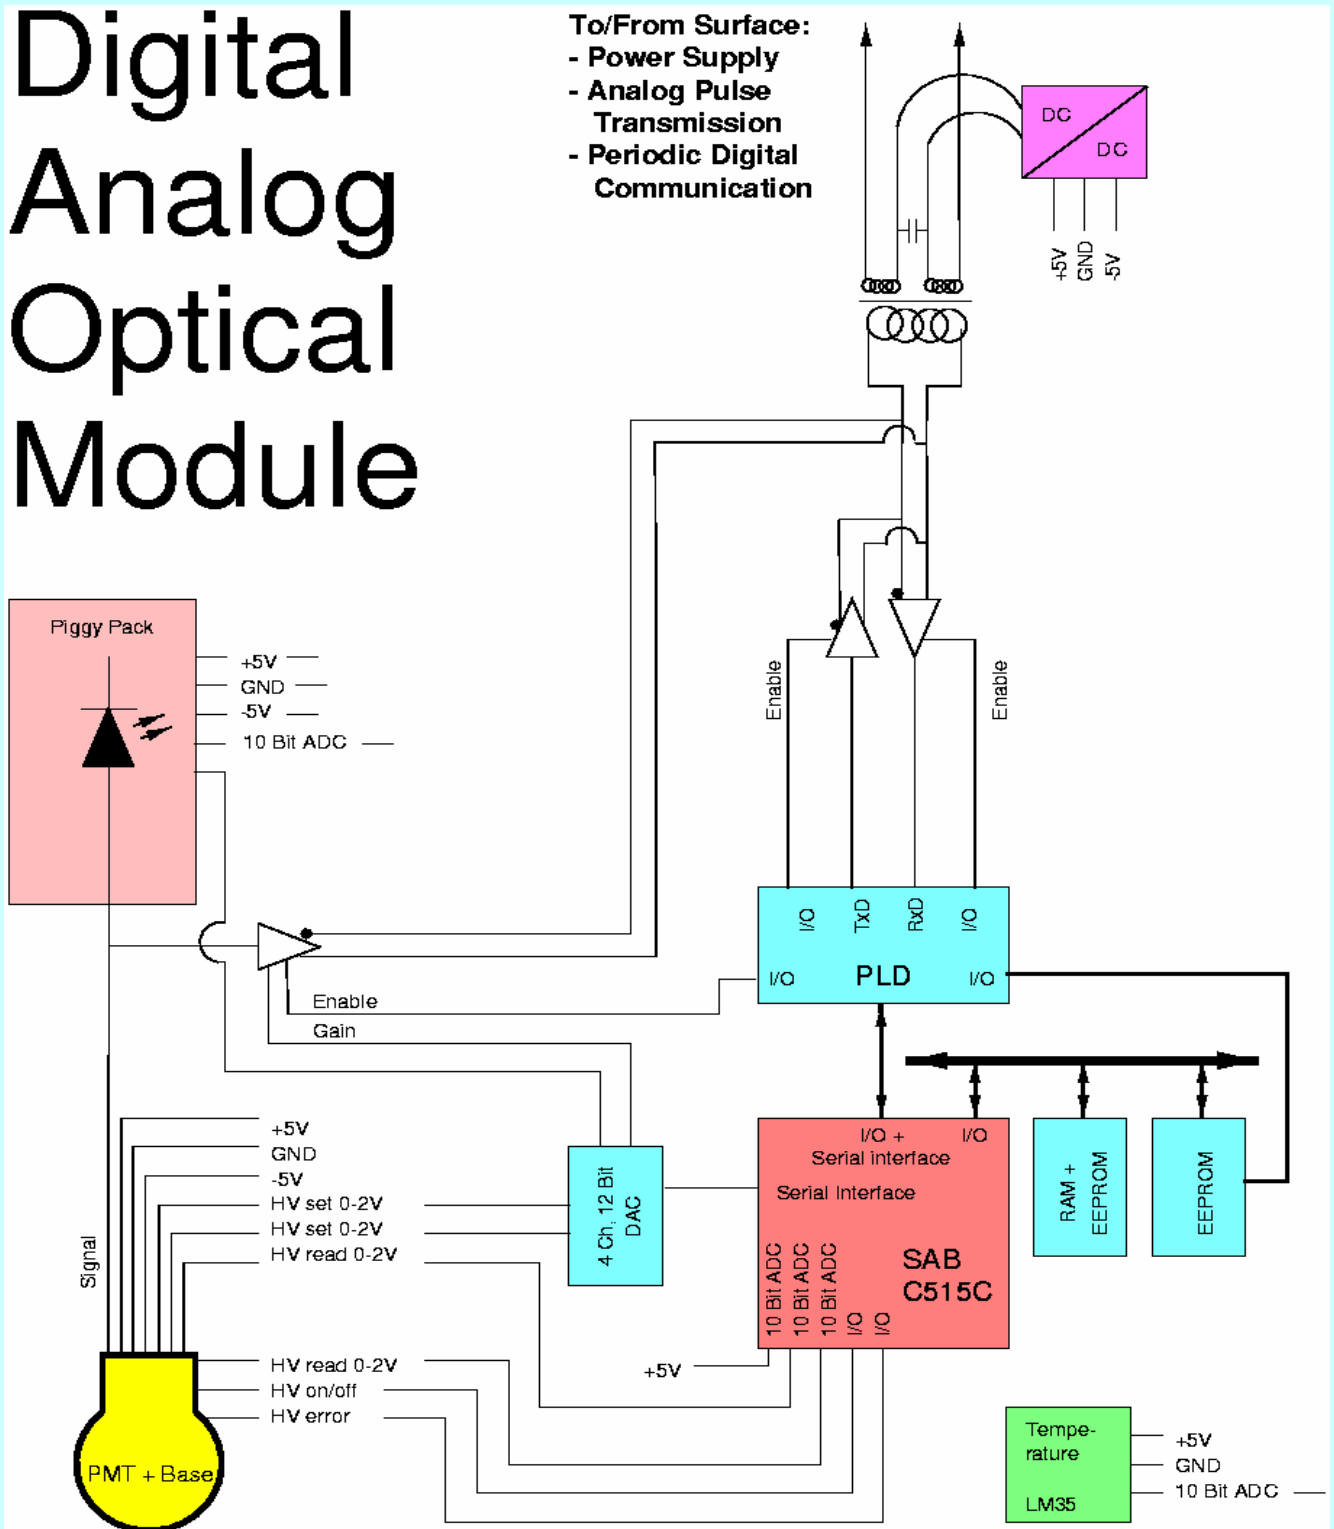 Digital
Analog
Optical
Module
To/From Surface:
- Power Supply
- Analog Pulse
Transmission
- Periodic Digital
Communication
DC
DC
+5V
GND
-5V
Piggy Pack
+5V
GND
-5V
10 Bit ADC
Enable
Enable
I/O
TxD
RxD
I/O
I/O
PLD
I/O
Enable
Gain
+5V
GND
-5V
HV set 0-2V
HV set 0-2V
HV read 0-2V
Signal
4 Ch, 12 Bit
DAC
I/O +
Serial interface
I/O
Serial Interface
SAB
C515C
10 Bit ADC
10 Bit ADC
10 Bit ADC
I/O
I/O
RAM +
EEPROM
EEPROM
+5V
HV read 0-2V
HV on/off
HV error
PMT + Base
Tempe-
rature
LM35
+5V
GND
10 Bit ADC